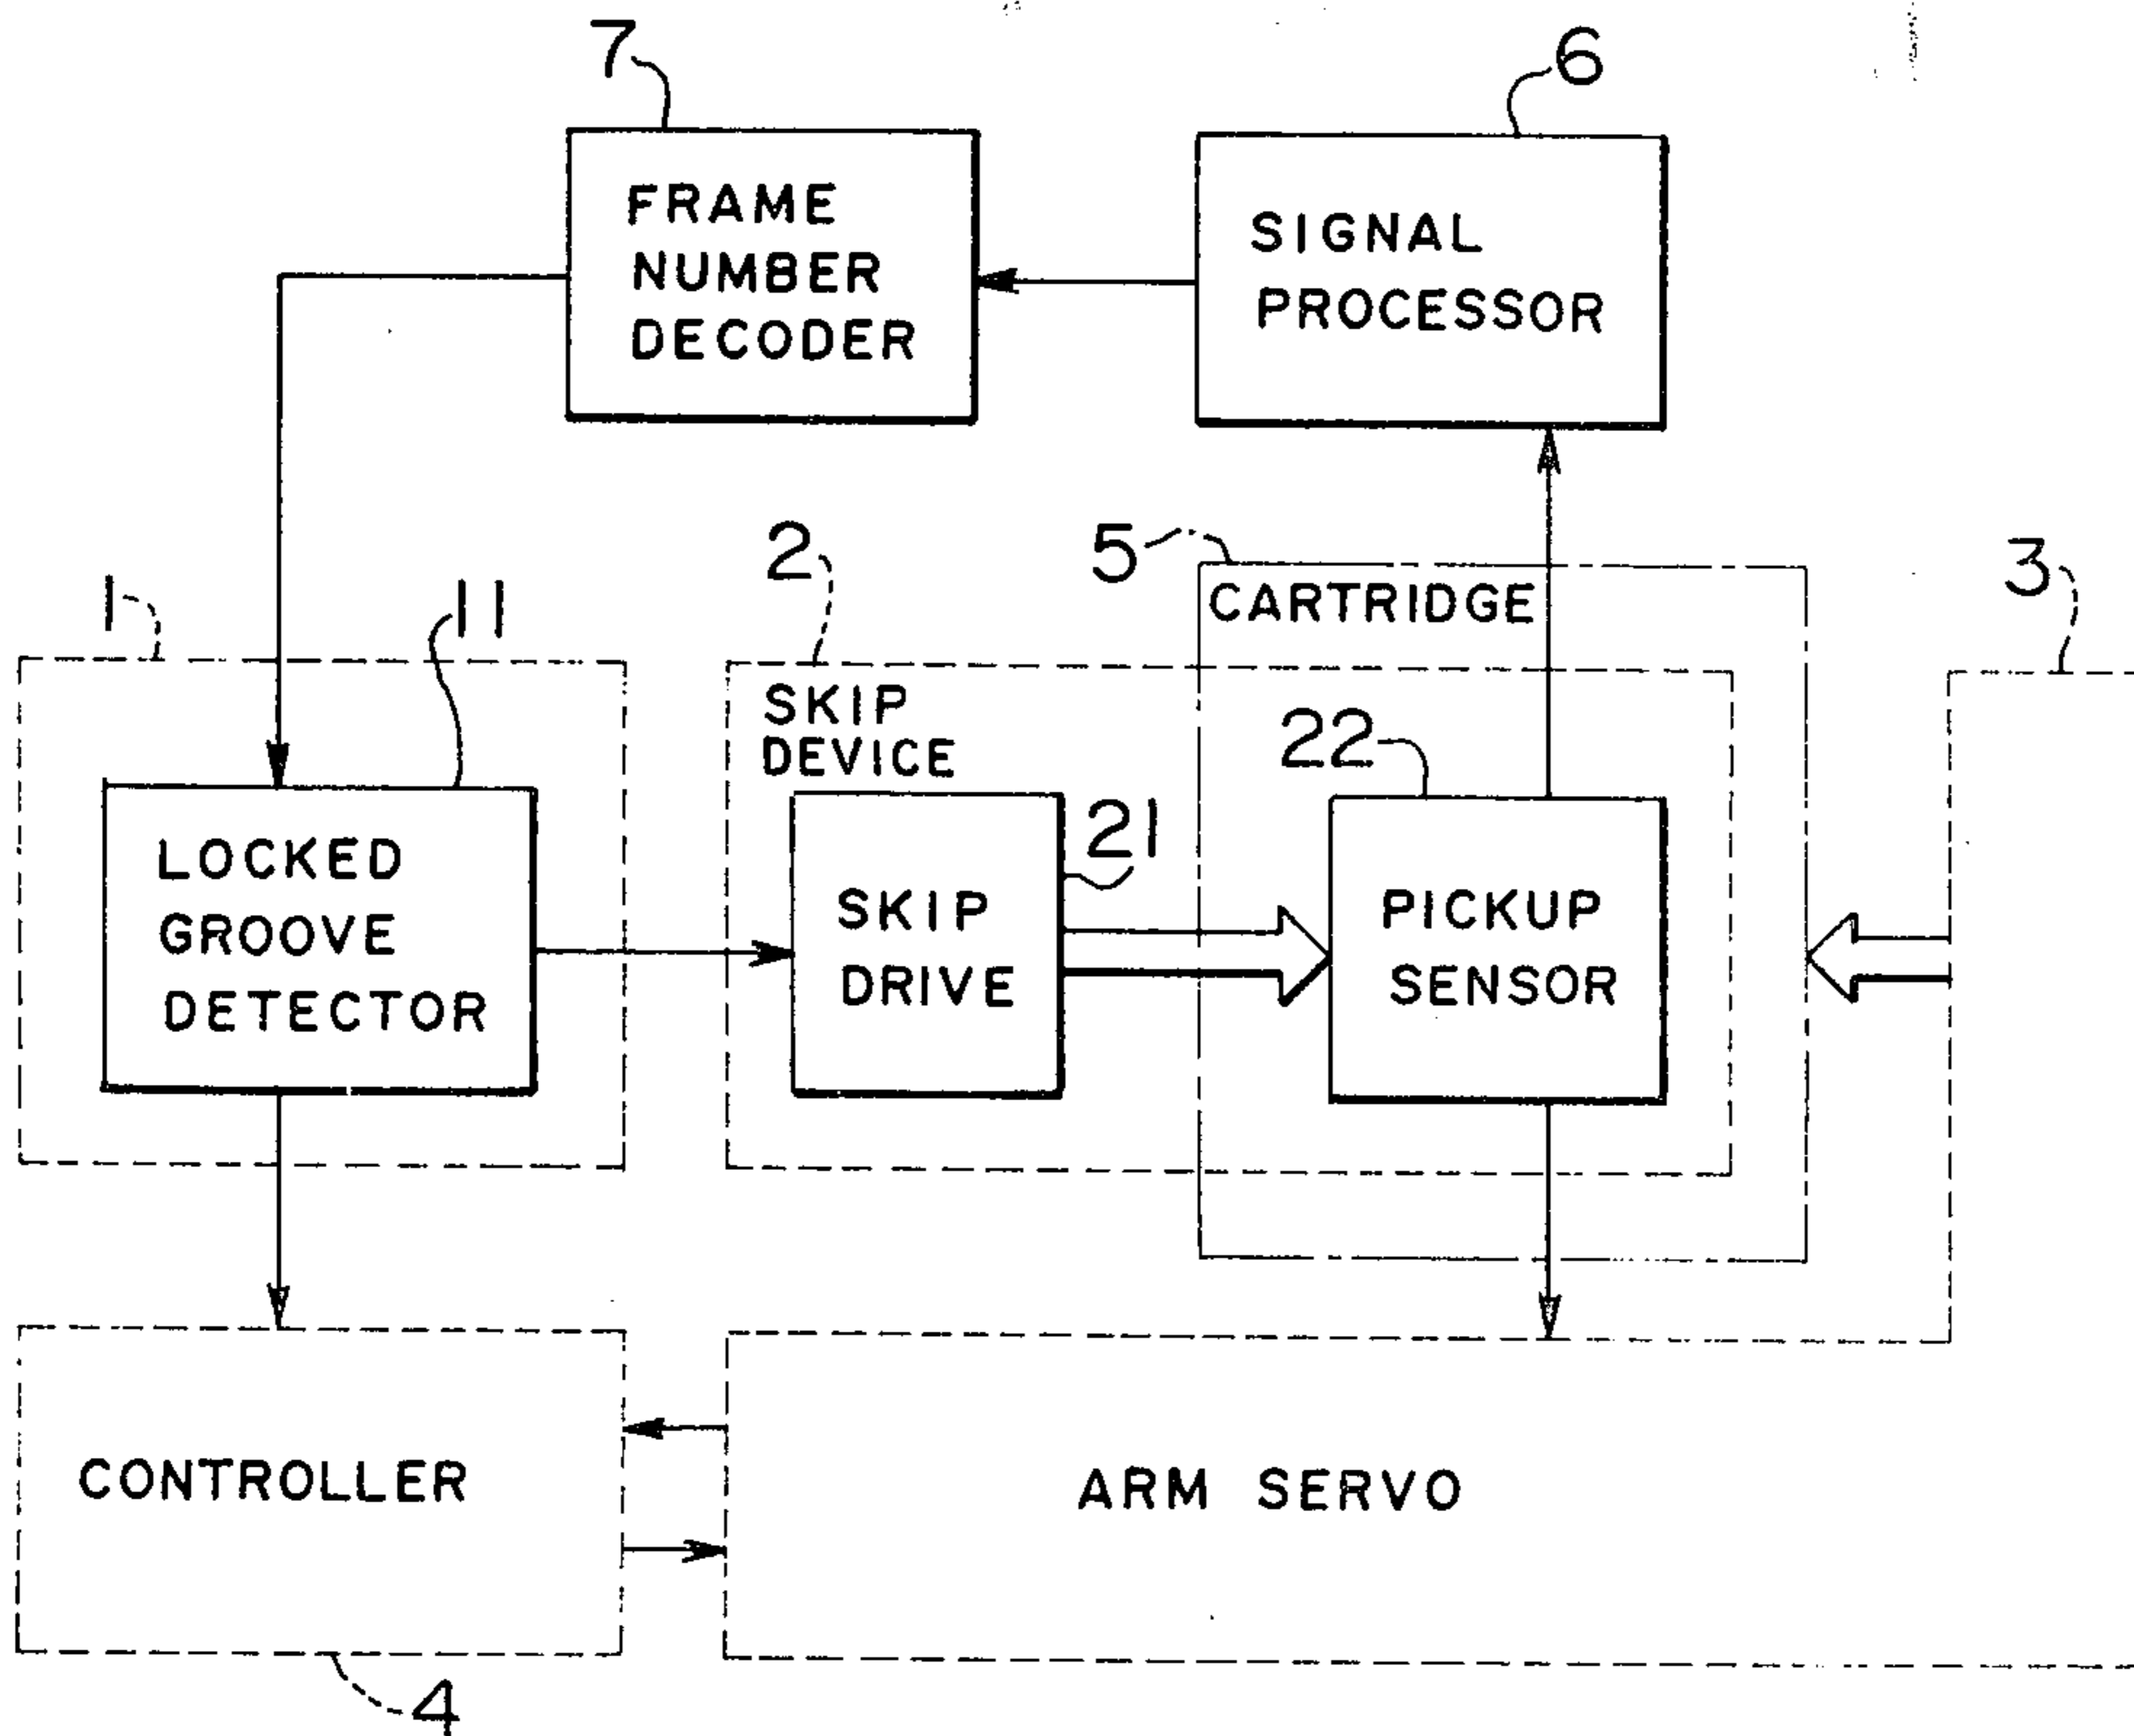 7
6
FRAME
NUMBER
DECODER
SIGNAL
PROCESSOR
1
11
2
5
3
CARTRIDGE
SKIP
DEVICE
22
21
LOCKED
GROOVE
DETECTOR
SKIP
DRIVE
PICKUP
SENSOR
CONTROLLER
ARM SERVO
4